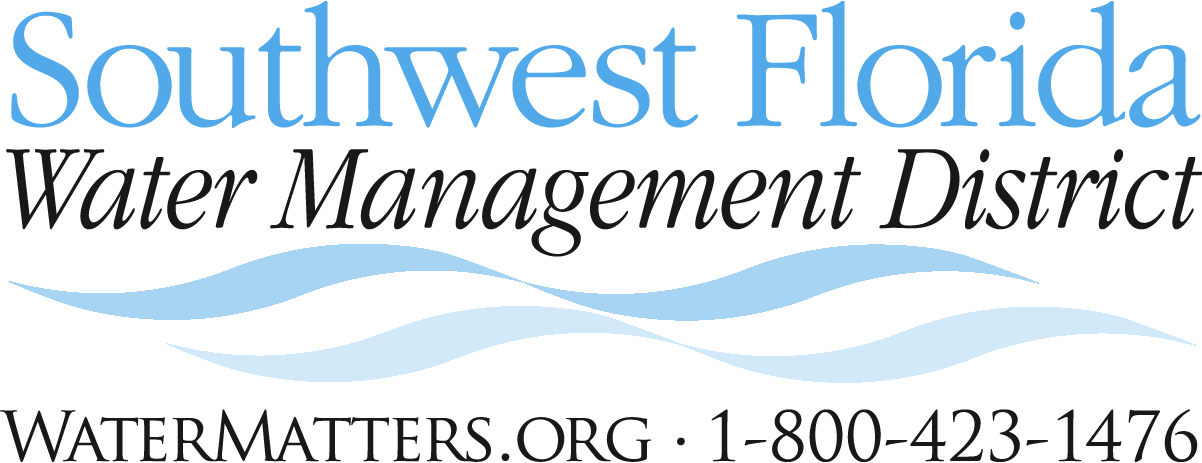 Southwest Florida
Water Management District
WATERMATTERS.ORG · 1-800-423-1476